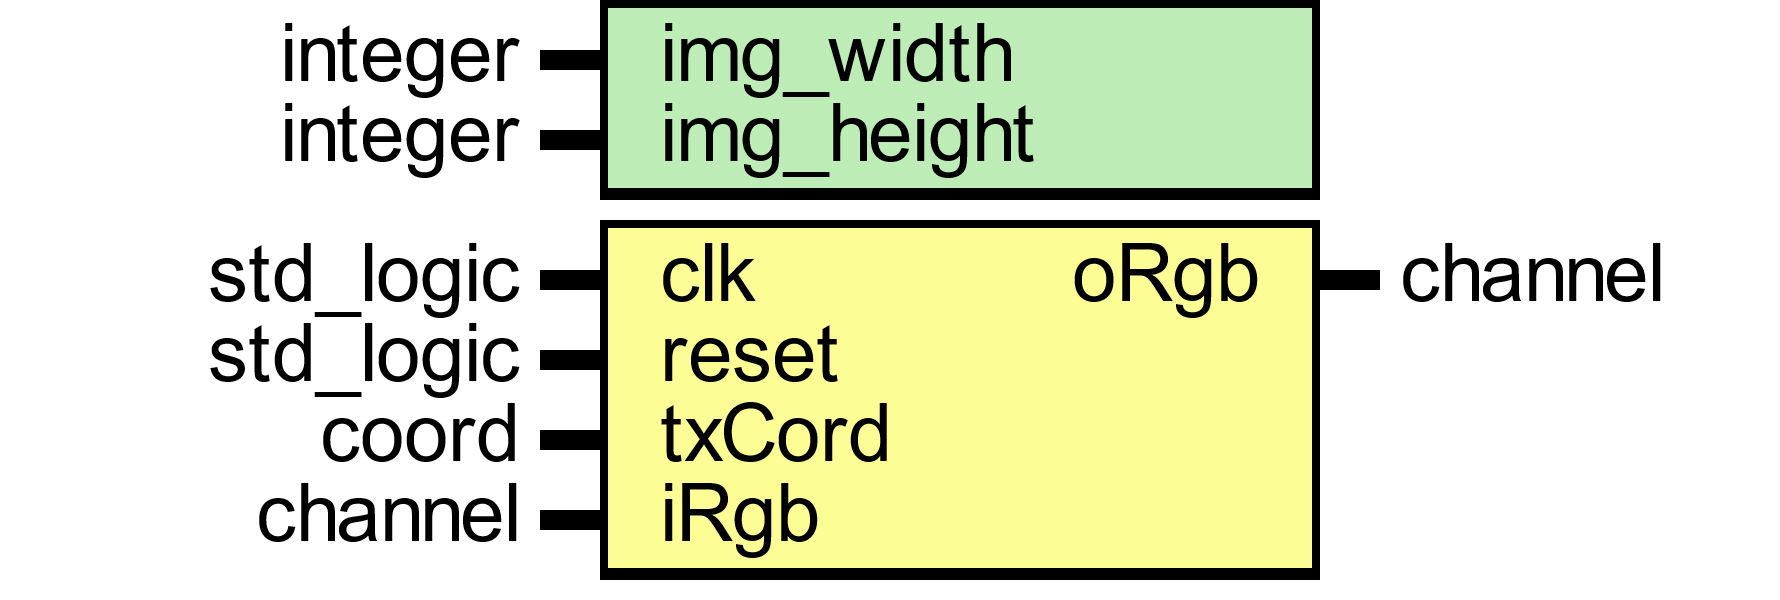 integer img_width
integer img_height
std_logic clk oRgb channel
std_logic reset
coord txCord
channel iRgb